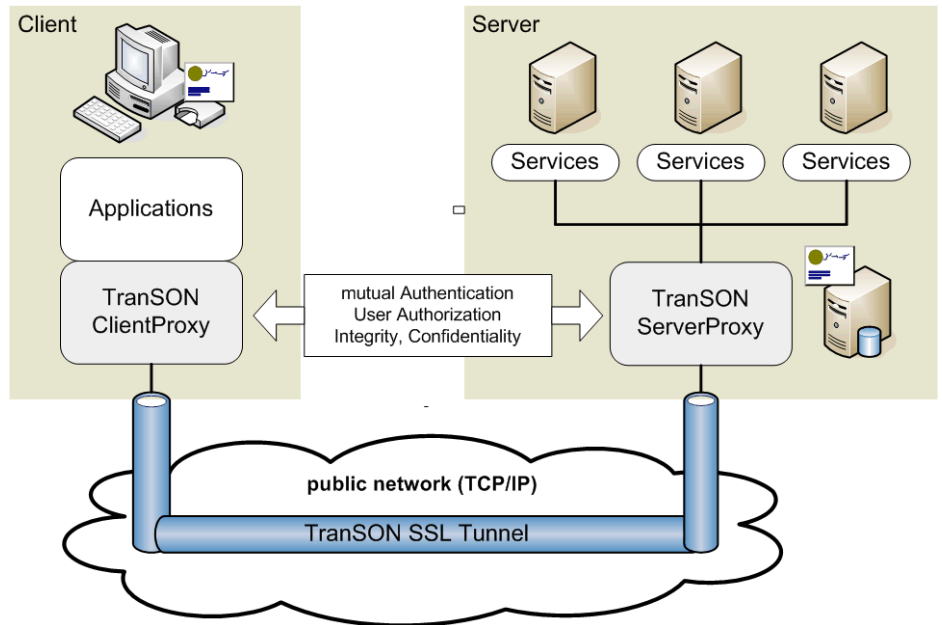 Client
Server
Services
Services
Services
Applications
TranSON
ClientProxy
mutual Authentication
User Authorization
Integrity, Confidentiality
TranSON
ServerProxy
public network (TCP/IP)
TranSON SSL Tunnel